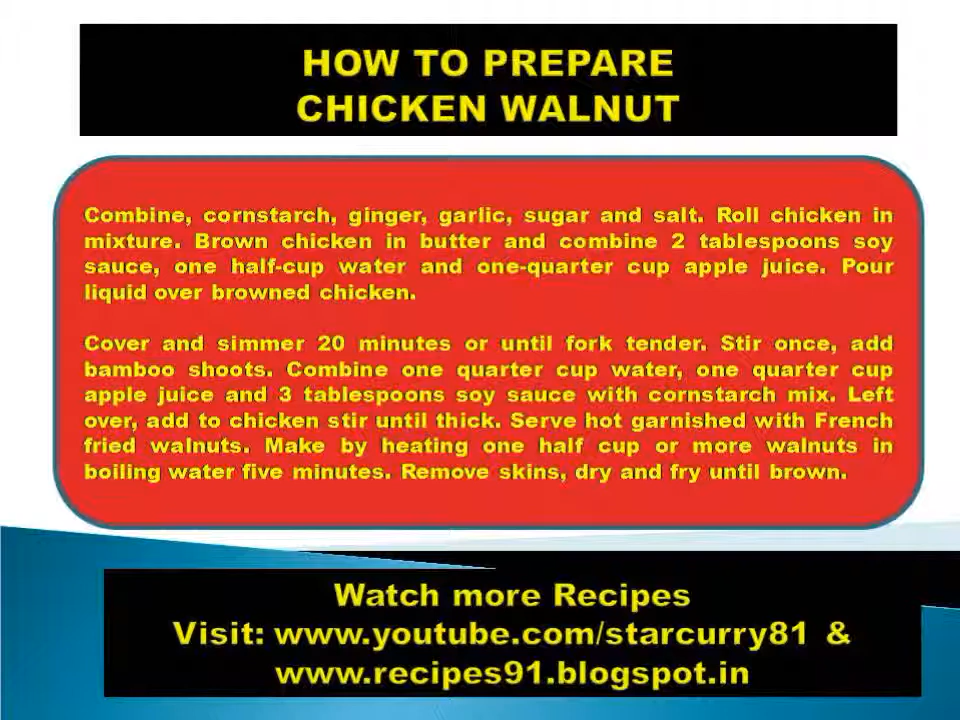 HOW TO PREPARE
CHICKEN WALNUT
Combine, cornstarch, ginger, garlic, sugar and salt. Roll chicken in
mixture. Brown chicken in butter and combine 2 tablespoons soy
sauce, one half-cup water and one-quarter cup apple juice. Pour
liquid over browned chicken.
Cover and simmer 20 minutes or until fork tender. Stir once, add
bamboo shoots. Combine one quarter cup water, one quarter cup
apple juice and 3 tablespoons soy sauce with cornstarch mix. Left
over, add to chicken stir until thick. Serve hot garnished with French
fried walnuts. Make by heating one half cup or more walnuts in
boiling water five minutes. Remove skins, dry and fry until brown.
Watch more Recipes
Visit: www.youtube.com/starcurry81 &
www.recipes91.blogspot.in